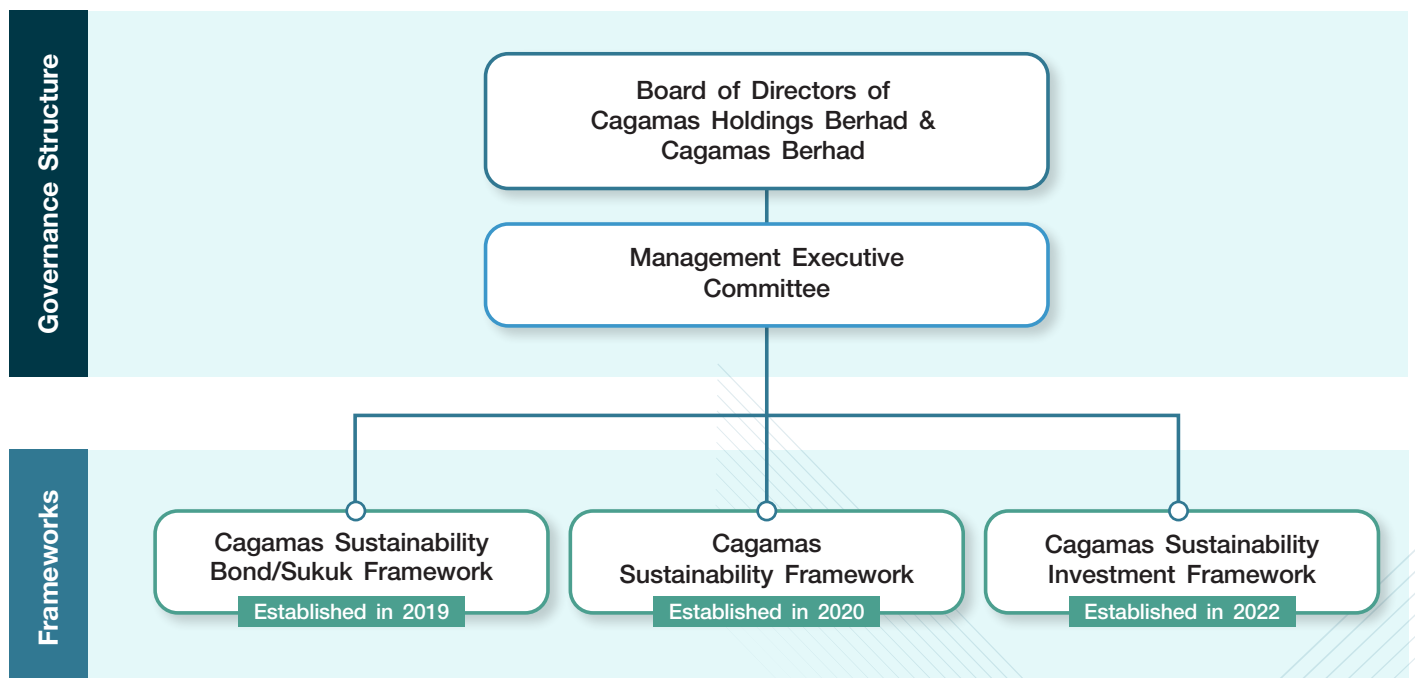 Governance Structure
Board of Directors of
Cagamas Holdings Berhad &
Cagamas Berhad
Management Executive
Committee
Frameworks
Cagamas Sustainability
Bond/Sukuk Framework
Established in 2019
Cagamas
Sustainability Framework
Established in 2020
Cagamas Sustainability
Investment Framework
Established in 2022